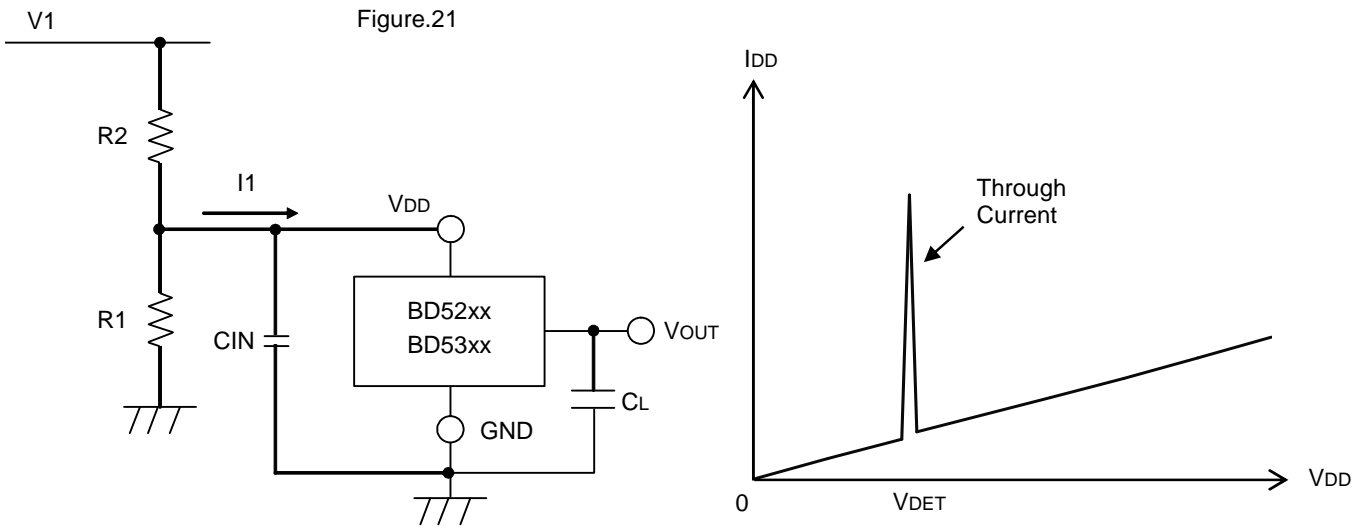 Figure.21
V1
R2
I1
VDD
R1
CIN
BD52xx
BD53xx
VOUT
CL
GND
IDD
Through
Current
0
VDET
VDD